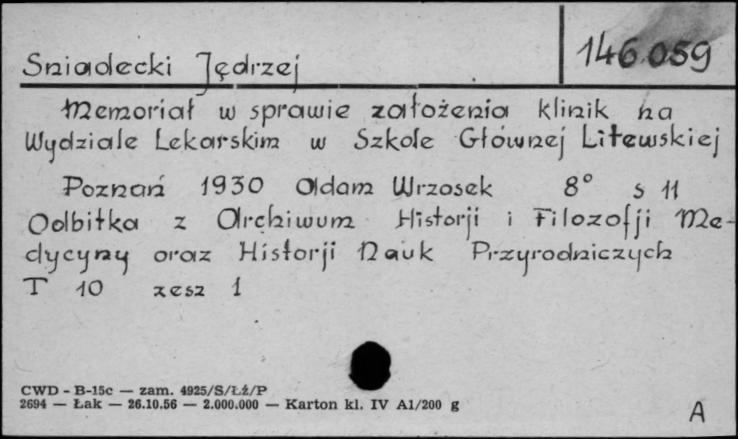 Sniadecki Jędrzej
146.059
Memoriał w sprawie założenia klinik na
Wydziale Lekarskim w Szkole Głównej Litewskiej
Poznań 1930 Adam Wrzosek 8° s 11
Odbitka z Archiwum Historji i Filozofji Me-
dycyny oraz Historji Nauk Przyrodniczych
T 10 zesz 1
CWD - B-15c — zam. 4925/S/Łź/P
2694 — Łak — 26.10.56 — 2.000.000 — Karton kl. IV A1/200 g
A